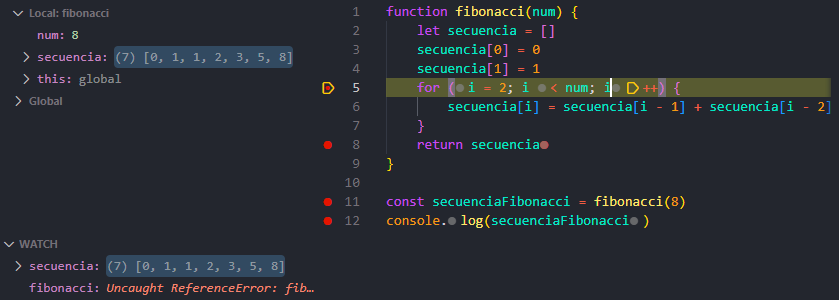 Local: fibonacci
num: 8
secuencia: (7) [0, 1, 1, 2, 3, 5, 8]
this: global
Global
WATCH
secuencia: (7) [0, 1, 1, 2, 3, 5, 8]
fibonacci: Uncaught ReferenceError: fib…
1 function fibonacci(num) {
2 let secuencia = []
3 secuencia[0] = 0
4 secuencia[1] = 1
5 for (i = 2; i < num; i ++) {
6 secuencia[i] = secuencia[i - 1] + secuencia[i - 2]
7 }
8 return secuencia
9 }
10
11 const secuenciaFibonacci = fibonacci(8)
12 console.log(secuenciaFibonacci)